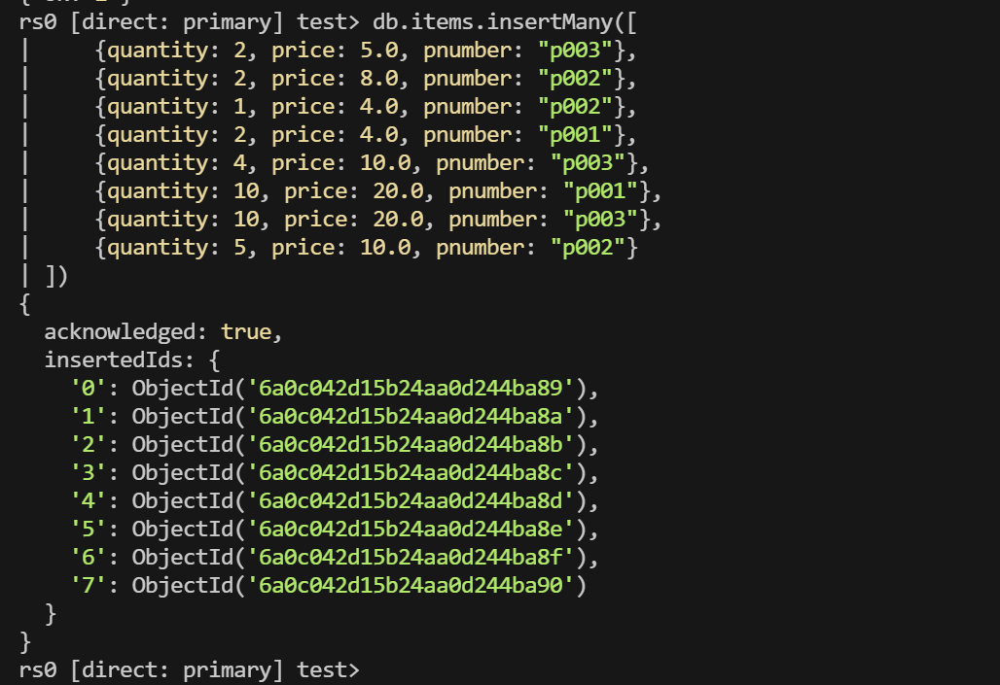 rs0 [direct: primary] test> db.items.insertMany([
|     {quantity: 2, price: 5.0, pnumber: "p003"},
|     {quantity: 2, price: 8.0, pnumber: "p002"},
|     {quantity: 1, price: 4.0, pnumber: "p002"},
|     {quantity: 2, price: 4.0, pnumber: "p001"},
|     {quantity: 4, price: 10.0, pnumber: "p003"},
|     {quantity: 10, price: 20.0, pnumber: "p001"},
|     {quantity: 10, price: 20.0, pnumber: "p003"},
|     {quantity: 5, price: 10.0, pnumber: "p002"}
| ])
{
  acknowledged: true,
  insertedIds: {
    '0': ObjectId('6a0c042d15b24aa0d244ba89'),
    '1': ObjectId('6a0c042d15b24aa0d244ba8a'),
    '2': ObjectId('6a0c042d15b24aa0d244ba8b'),
    '3': ObjectId('6a0c042d15b24aa0d244ba8c'),
    '4': ObjectId('6a0c042d15b24aa0d244ba8d'),
    '5': ObjectId('6a0c042d15b24aa0d244ba8e'),
    '6': ObjectId('6a0c042d15b24aa0d244ba8f'),
    '7': ObjectId('6a0c042d15b24aa0d244ba90')
  }
}
rs0 [direct: primary] test>